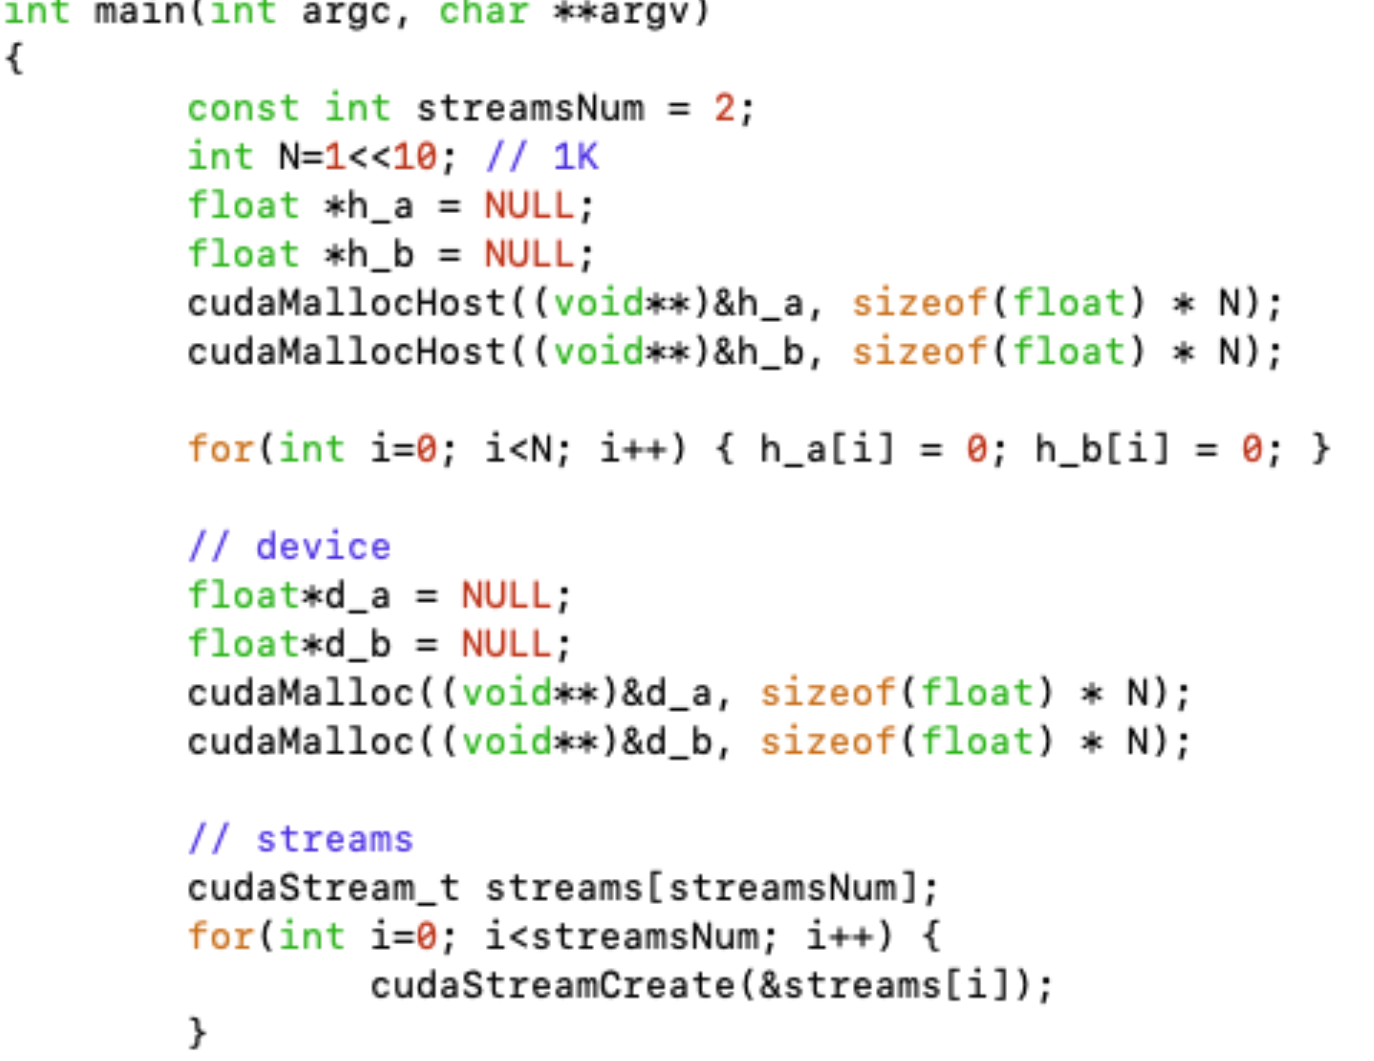 int main(int argc, char **argv)
{
const int streamsNum = 2;
int N=1<<10; // 1K
float *h_a = NULL;
float *h_b = NULL;
cudaMallocHost((void**)&h_a, sizeof(float) * N);
cudaMallocHost((void**)&h_b, sizeof(float) * N);
for(int i=0; i<N; i++) { h_a[i] = 0; h_b[i] = 0; }
// device
float*d_a = NULL;
float*d_b = NULL;
cudaMalloc((void**)&d_a, sizeof(float) * N);
cudaMalloc((void**)&d_b, sizeof(float) * N);
// streams
cudaStream_t streams[streamsNum];
for(int i=0; i<streamsNum; i++) {
cudaStreamCreate(&streams[i]);
}